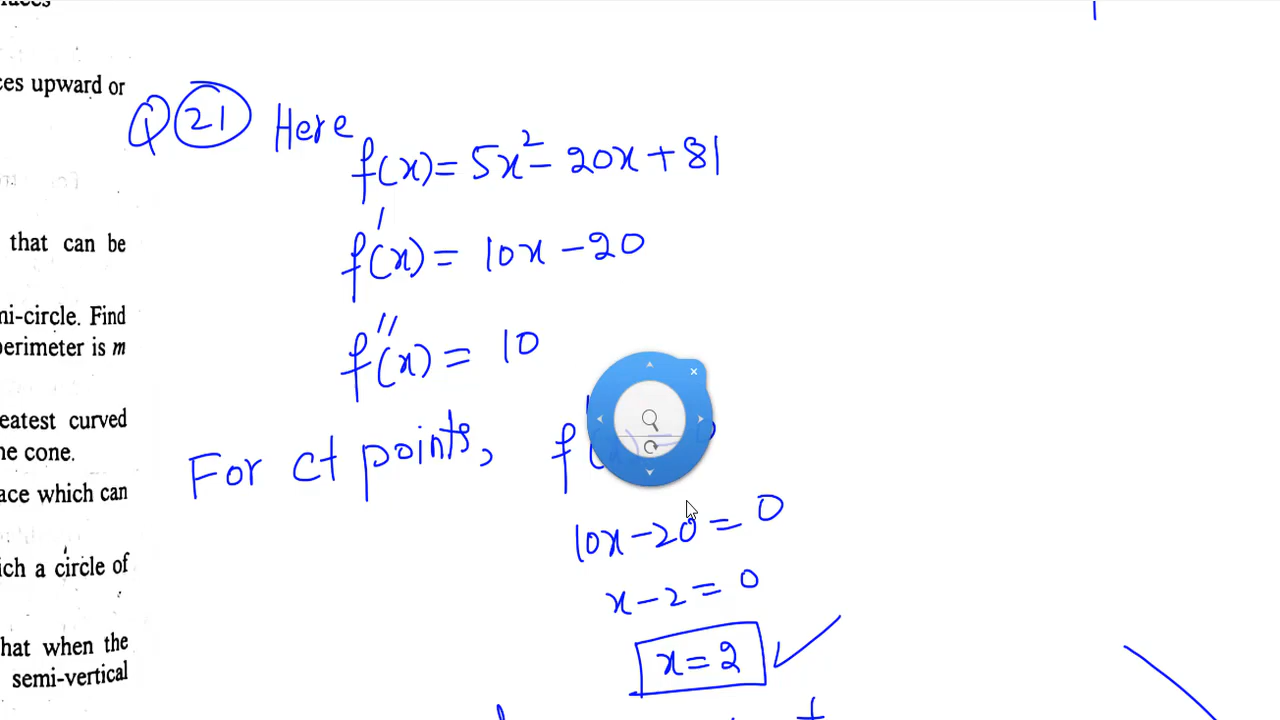 ces upward or
Q 21 Here
f(x) = 5x² - 20x + 81
that can be
f'(x) = 10x - 20
mi-circle. Find
perimeter is m
f''(x) = 10
eatest curved
he cone.
For ct points, f
ace which can
10x - 20 = 0
ich a circle of
x - 2 = 0
hat when the
semi-vertical
x = 2 ✓